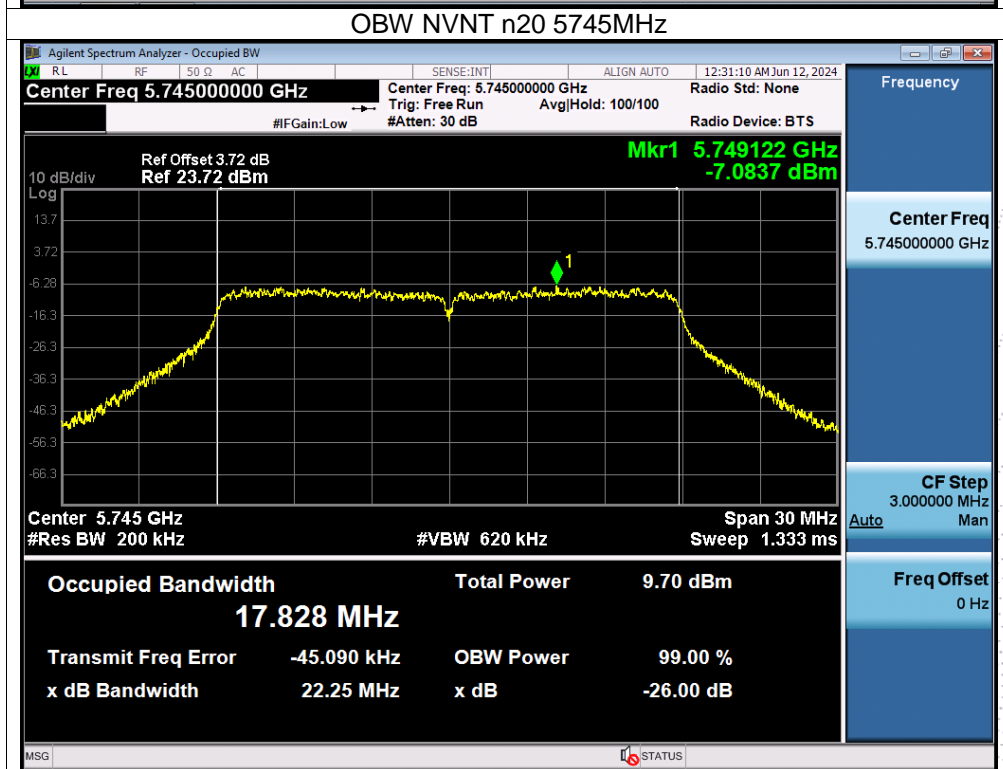 OBW NVNT n20 5745MHz
Agilent Spectrum Analyzer - Occupied BW
LXI RL RF 50 Ω AC SENSE:INT ALIGN AUTO 12:31:10 AM Jun 12, 2024
Center Freq 5.745000000 GHz
Center Freq: 5.745000000 GHz Radio Std: None
Trig: Free Run Avg|Hold: 100/100
#IFGain:Low #Atten: 30 dB Radio Device: BTS
Frequency
Mkr1 5.749122 GHz
-7.0837 dBm
Ref Offset 3.72 dB
10 dB/div Ref 23.72 dBm
Log
13.7
3.72
-6.28
-16.3
-26.3
-36.3
-46.3
-56.3
-66.3
1
Center 5.745 GHz Span 30 MHz
#Res BW 200 kHz #VBW 620 kHz Sweep 1.333 ms
Occupied Bandwidth Total Power 9.70 dBm
17.828 MHz
Transmit Freq Error -45.090 kHz OBW Power 99.00 %
x dB Bandwidth 22.25 MHz x dB -26.00 dB
Center Freq
5.745000000 GHz
CF Step
3.000000 MHz
Auto Man
Freq Offset
0 Hz
MSG STATUS